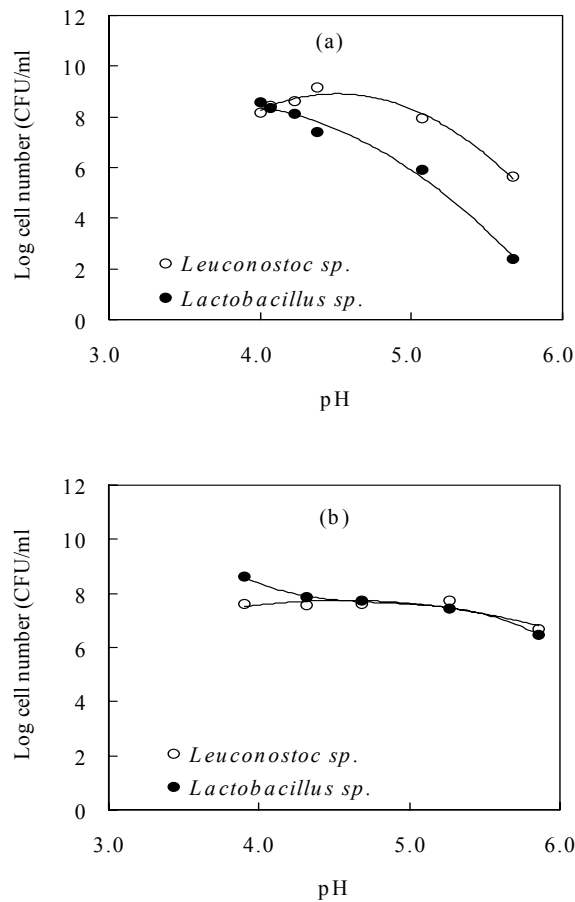 12
(a)
10
8
6
4
2
0
Log cell number (CFU/ml
Leuconostoc sp.
Lactobacillus sp.
3.0 4.0 5.0 6.0
pH
12
(b)
10
8
6
4
2
0
Log cell number (CFU/ml
Leuconostoc sp.
Lactobacillus sp.
3.0 4.0 5.0 6.0
pH